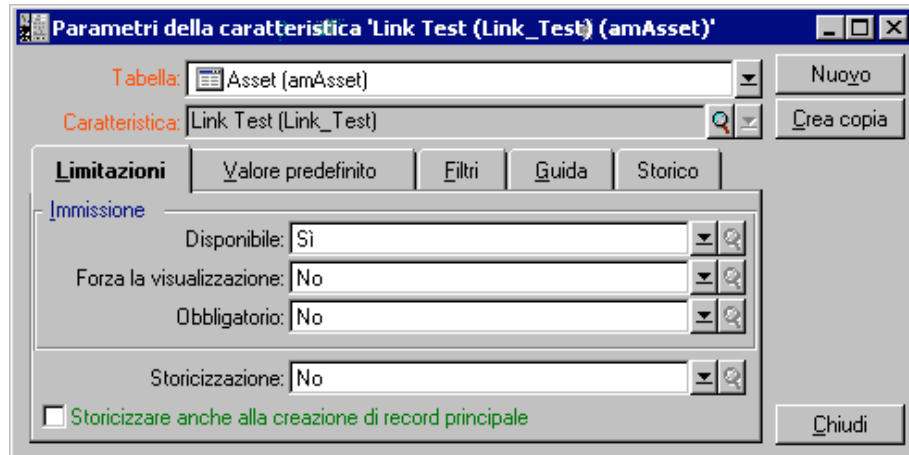 Parametri della caratteristica 'Link Test (Link_Test) (amAsset)'
Tabella: Asset (amAsset) Nuovo
Caratteristica: Link Test (Link_Test) Crea copia
Limitazioni Valore predefinito Filtri Guida Storico
Immissione
Disponibile: Sì
Forza la visualizzazione: No
Obbligatorio: No
Storicizzazione: No
Storicizzare anche alla creazione di record principale
Chiudi